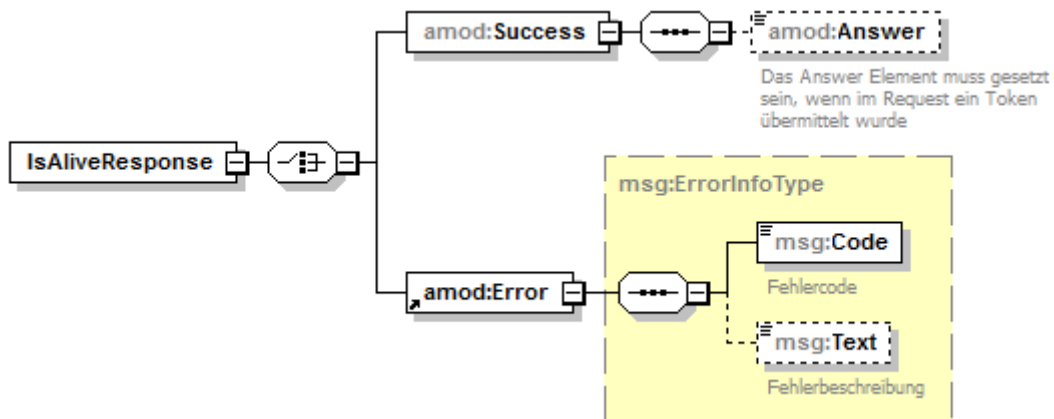 amod:Success
amod:Answer
Das Answer Element muss gesetzt
sein, wenn im Request ein Token
übermittelt wurde
IsAliveResponse
msg:ErrorInfoType
msg:Code
Fehlercode
amod:Error
msg:Text
Fehlerbeschreibung